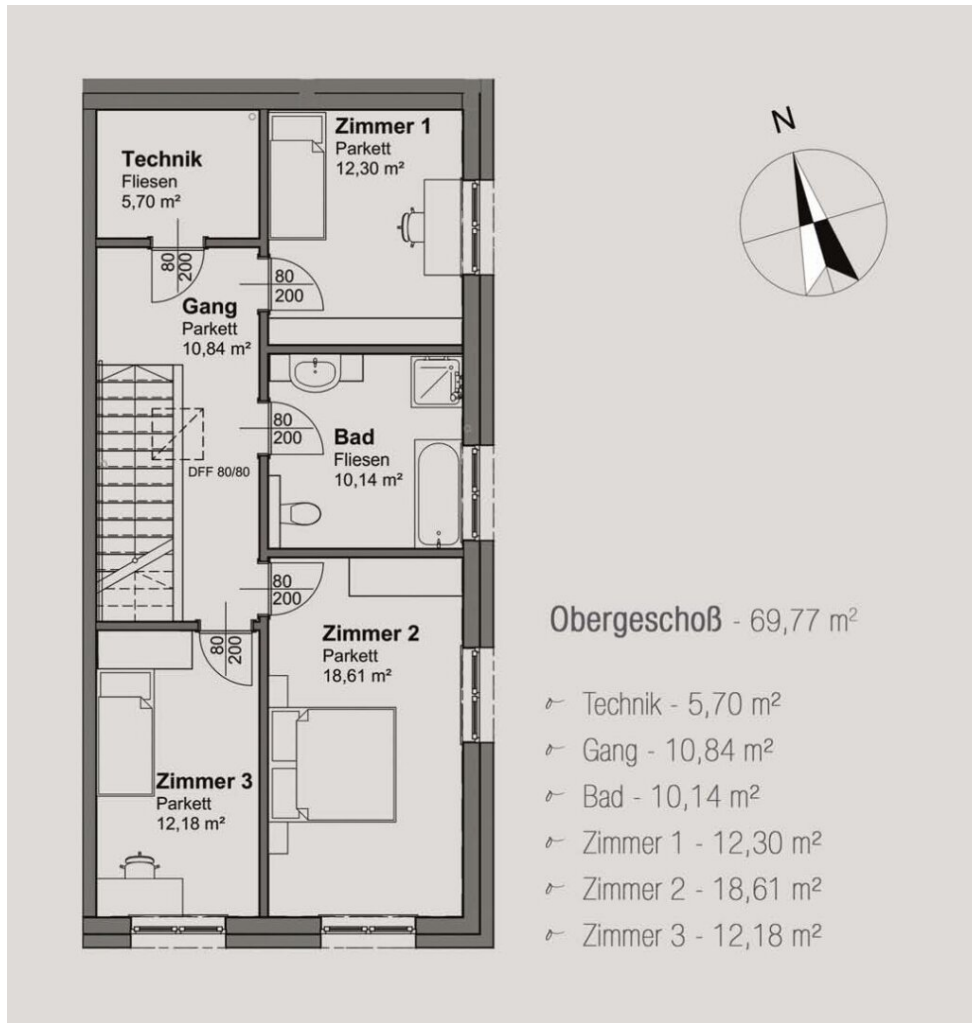 Technik
Fliesen
5,70 m²
Zimmer 1
Parkett
12,30 m²
N
80
200
Gang
Parkett
10,84 m²
80
200
DFF 80/80
80
200
Bad
Fliesen
10,14 m²
80
200
80
200
Zimmer 2
Parkett
18,61 m²
Zimmer 3
Parkett
12,18 m²
Obergeschoß - 69,77 m²
Technik - 5,70 m²
Gang - 10,84 m²
Bad - 10,14 m²
Zimmer 1 - 12,30 m²
Zimmer 2 - 18,61 m²
Zimmer 3 - 12,18 m²